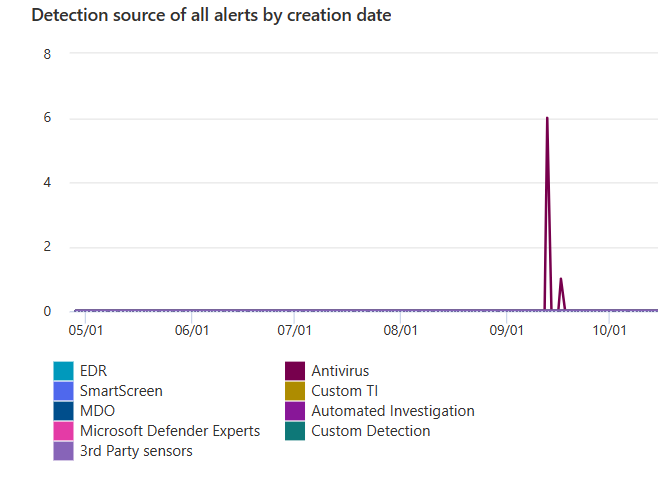 Detection source of all alerts by creation date
8
6
4
2
0
05/01 06/01 07/01 08/01 09/01 10/01
EDR Antivirus
SmartScreen Custom TI
MDO Automated Investigation
Microsoft Defender Experts Custom Detection
3rd Party sensors